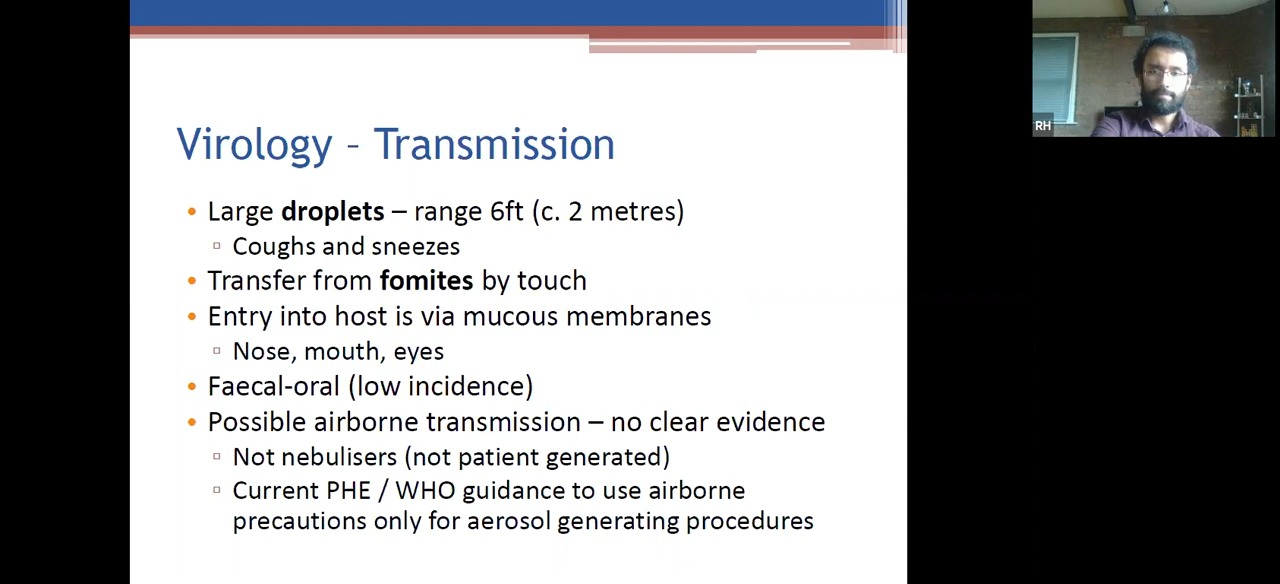 Virology - Transmission
• Large droplets – range 6ft (c. 2 metres)
▫ Coughs and sneezes
• Transfer from fomites by touch
• Entry into host is via mucous membranes
▫ Nose, mouth, eyes
• Faecal-oral (low incidence)
• Possible airborne transmission – no clear evidence
▫ Not nebulisers (not patient generated)
▫ Current PHE / WHO guidance to use airborne
precautions only for aerosol generating procedures
RH